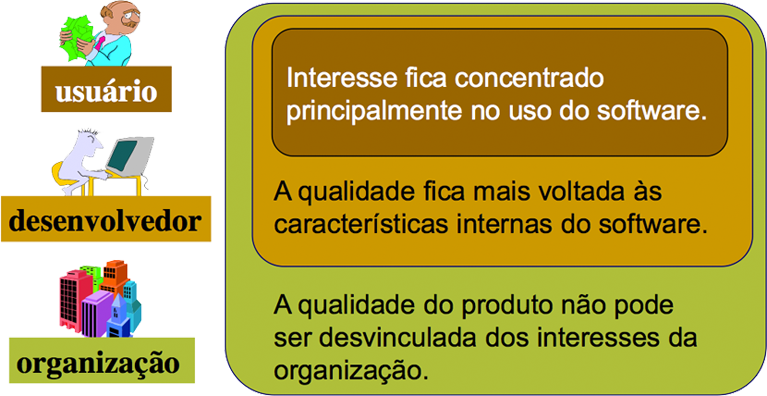 usuário
Interesse fica concentrado
principalmente no uso do software.
desenvolvedor
A qualidade fica mais voltada às
características internas do software.
organização
A qualidade do produto não pode
ser desvinculada dos interesses da
organização.